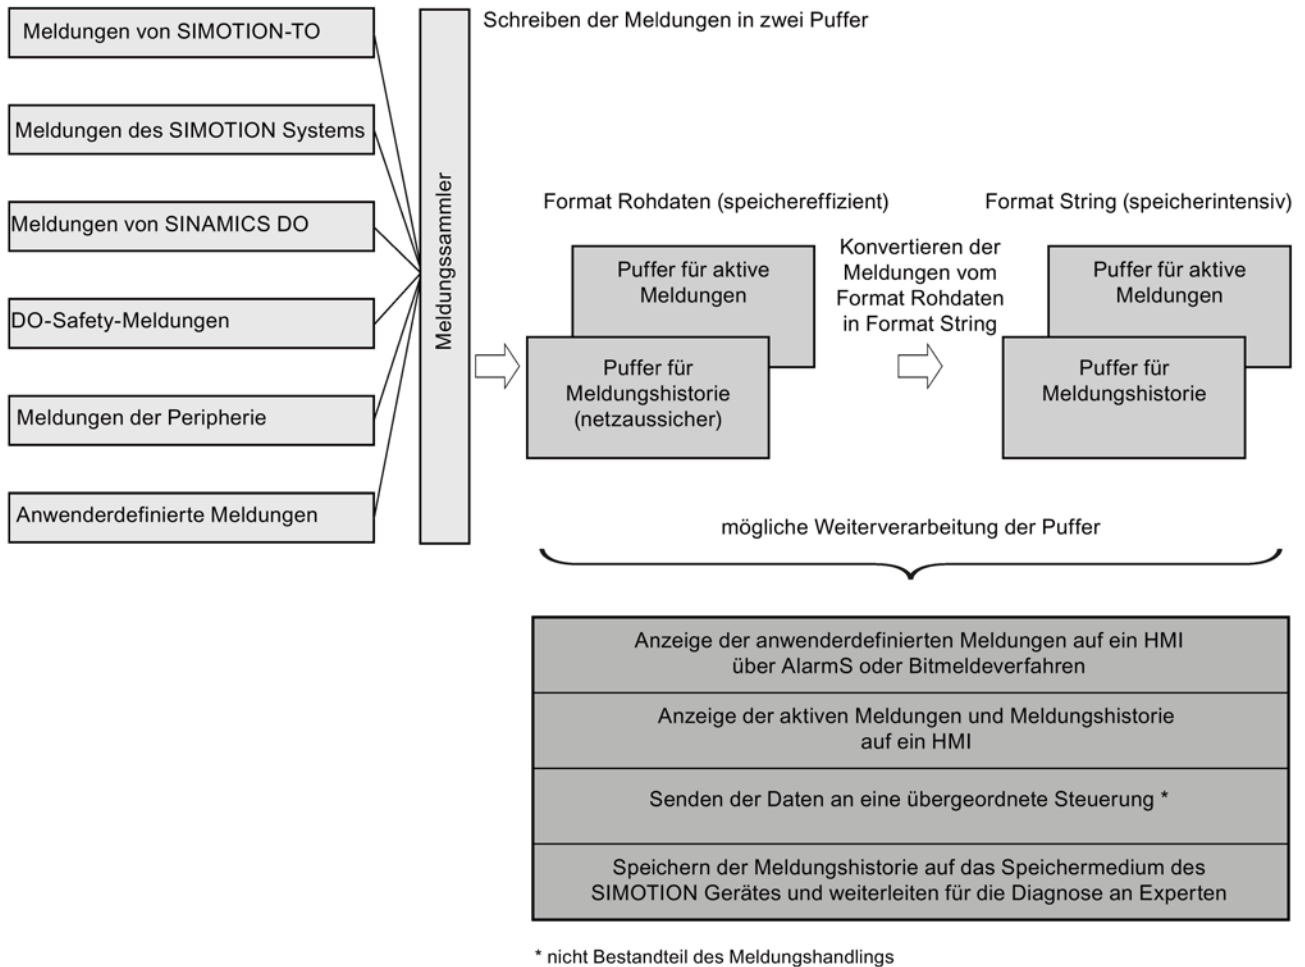 Meldungen von SIMOTION-TO
Meldungen des SIMOTION Systems
Meldungen von SINAMICS DO
DO-Safety-Meldungen
Meldungen der Peripherie
Anwenderdefinierte Meldungen
Meldungssammler
Schreiben der Meldungen in zwei Puffer
Format Rohdaten (speichereffizient)
Puffer für aktive
Meldungen
Puffer für
Meldungshistorie
(netzaussicher)
Konvertieren der
Meldungen vom
Format Rohdaten
in Format String
Format String (speicherintensiv)
Puffer für aktive
Meldungen
Puffer für
Meldungshistorie
mögliche Weiterverarbeitung der Puffer
Anzeige der anwenderdefinierten Meldungen auf ein HMI
über AlarmS oder Bitmeldeverfahren
Anzeige der aktiven Meldungen und Meldungshistorie
auf ein HMI
Senden der Daten an eine übergeordnete Steuerung *
Speichern der Meldungshistorie auf das Speichermedium des
SIMOTION Gerätes und weiterleiten für die Diagnose an Experten
* nicht Bestandteil des Meldungshandlings